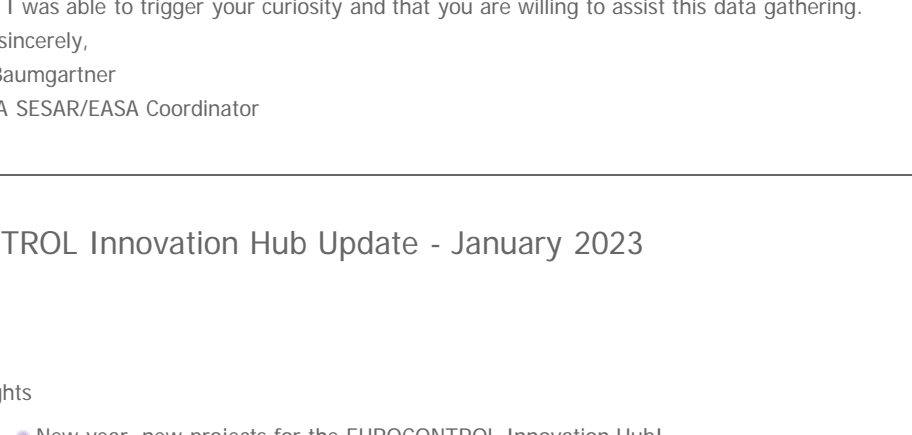 I was able to trigger your curiosity and that you are willing to assist this data gathering.
sincerely,
Baumgartner
A SESAR/EASA Coordinator
TROL Innovation Hub Update - January 2023
ghts
New year, new projects for the EUROCONTROL Innovation Hub!